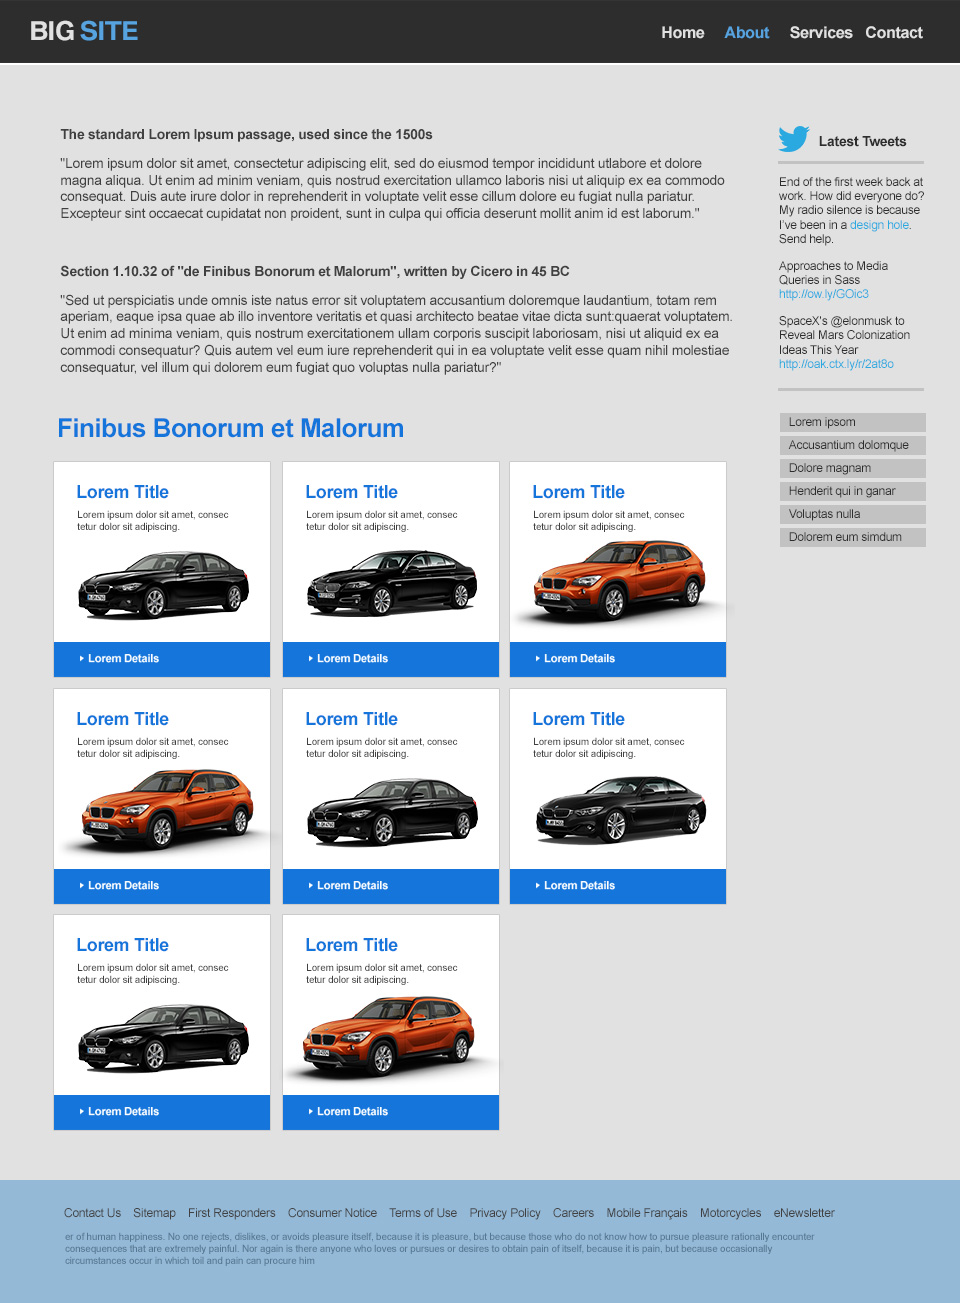 BIG SITE
Home About Services Contact
The standard Lorem Ipsum passage, used since the 1500s
"Lorem ipsum dolor sit amet, consectetur adipiscing elit, sed do eiusmod tempor incididunt utlabore et dolore
magna aliqua. Ut enim ad minim veniam, quis nostrud exercitation ullamco laboris nisi ut aliquip ex ea commodo
consequat. Duis aute irure dolor in reprehenderit in voluptate velit esse cillum dolore eu fugiat nulla pariatur.
Excepteur sint occaecat cupidatat non proident, sunt in culpa qui officia deserunt mollit anim id est laborum."
Section 1.10.32 of "de Finibus Bonorum et Malorum", written by Cicero in 45 BC
"Sed ut perspiciatis unde omnis iste natus error sit voluptatem accusantium doloremque laudantium, totam rem
aperiam, eaque ipsa quae ab illo inventore veritatis et quasi architecto beatae vitae dicta sunt:quaerat voluptatem.
Ut enim ad minima veniam, quis nostrum exercitationem ullam corporis suscipit laboriosam, nisi ut aliquid ex ea
commodi consequatur? Quis autem vel eum iure reprehenderit qui in ea voluptate velit esse quam nihil molestiae
consequatur, vel illum qui dolorem eum fugiat quo voluptas nulla pariatur?"
Latest Tweets
End of the first week back at
work. How did everyone do?
My radio silence is because
I've been in a design hole.
Send help.
Approaches to Media
Queries in Sass
http://ow.ly/GOic3
SpaceX's @elonmusk to
Reveal Mars Colonization
Ideas This Year
http://oak.ctx.ly/r/2at8o
Lorem ipsom
Accusantium dolomque
Dolore magnam
Henderit qui in ganar
Voluptas nulla
Dolorem eum simdum
Finibus Bonorum et Malorum
Lorem Title
Lorem ipsum dolor sit amet, consec
tetur dolor sit adipiscing.
Lorem Details
Lorem Title
Lorem ipsum dolor sit amet, consec
tetur dolor sit adipiscing.
Lorem Details
Lorem Title
Lorem ipsum dolor sit amet, consec
tetur dolor sit adipiscing.
Lorem Details
Lorem Title
Lorem ipsum dolor sit amet, consec
tetur dolor sit adipiscing.
Lorem Details
Lorem Title
Lorem ipsum dolor sit amet, consec
tetur dolor sit adipiscing.
Lorem Details
Lorem Title
Lorem ipsum dolor sit amet, consec
tetur dolor sit adipiscing.
Lorem Details
Lorem Title
Lorem ipsum dolor sit amet, consec
tetur dolor sit adipiscing.
Lorem Details
Lorem Title
Lorem ipsum dolor sit amet, consec
tetur dolor sit adipiscing.
Lorem Details
Contact Us Sitemap First Responders Consumer Notice Terms of Use Privacy Policy Careers Mobile Français Motorcycles eNewsletter
er of human happiness. No one rejects, dislikes, or avoids pleasure itself, because it is pleasure, but because those who do not know how to pursue pleasure rationally encounter
consequences that are extremely painful. Nor again is there anyone who loves or pursues or desires to obtain pain of itself, because it is pain, but because occasionally
circumstances occur in which toil and pain can procure him